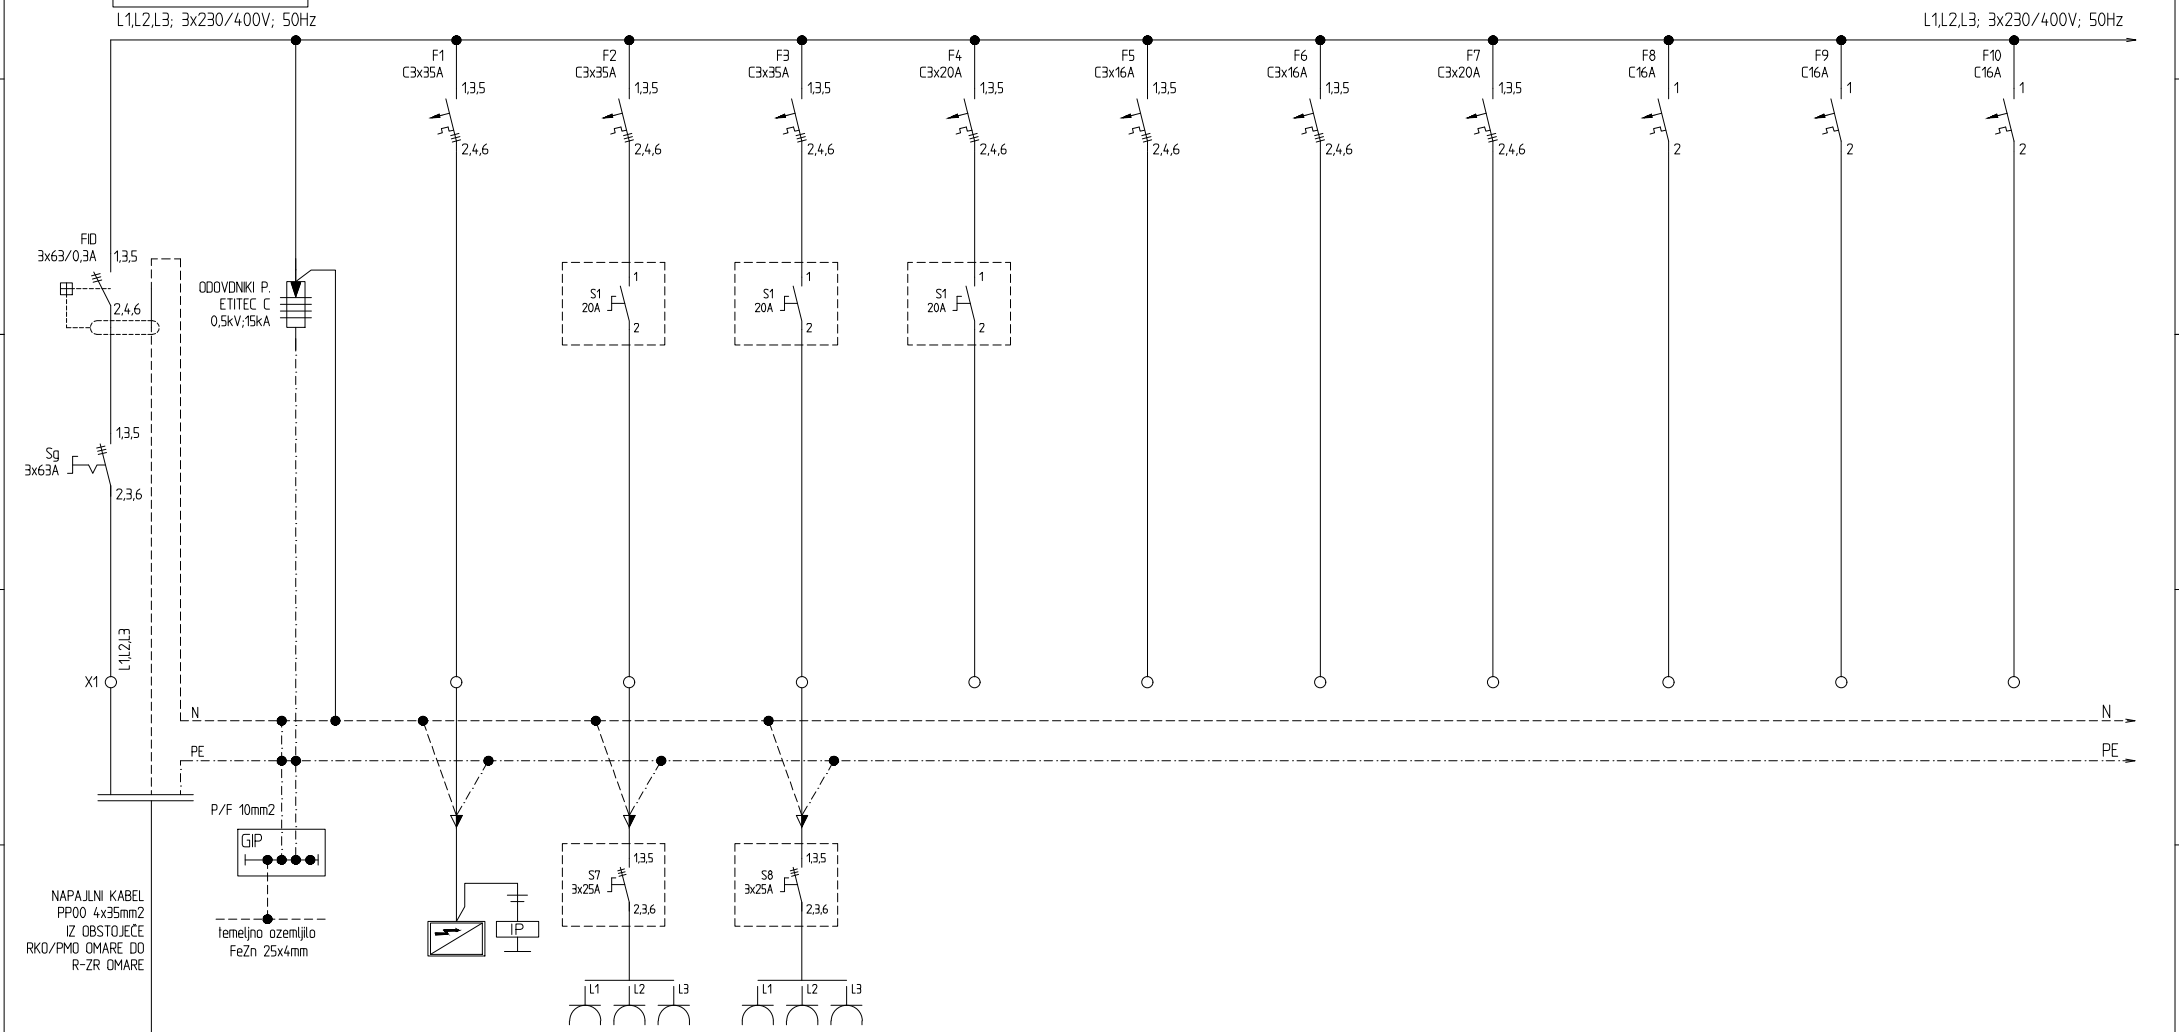 L1,L2,L3; 3x230/400V; 50Hz
L1,L2,L3; 3x230/400V; 50Hz
F1
C3x35A
1,3,5
2,4,6
F2
C3x35A
1,3,5
2,4,6
F3
C3x35A
1,3,5
2,4,6
F4
C3x20A
1,3,5
2,4,6
F5
C3x16A
1,3,5
2,4,6
F6
C3x16A
1,3,5
2,4,6
F7
C3x20A
1,3,5
2,4,6
F8
C16A
1
2
F9
C16A
1
2
F10
C16A
1
2
FID
3x63/0,3A
1,3,5
2,4,6
ODOVDNIKI P.
ETITEC C
0,5kV;15kA
S1
20A
1
2
S1
20A
1
2
S1
20A
1
2
Sg
3x63A
1,3,5
2,3,6
L1,L2,L3
X1
N
N
PE
PE
P/F 10mm2
GIP
temeljno ozemljilo
FeZn 25x4mm
NAPAJLNI KABEL
PP00 4x35mm2
IZ OBSTOJEČE
RKO/PMO OMARE DO
R-ZR OMARE
IP
S7
3x25A
1,3,5
2,3,6
S8
3x25A
1,3,5
2,3,6
L1
L2
L3
L1
L2
L3